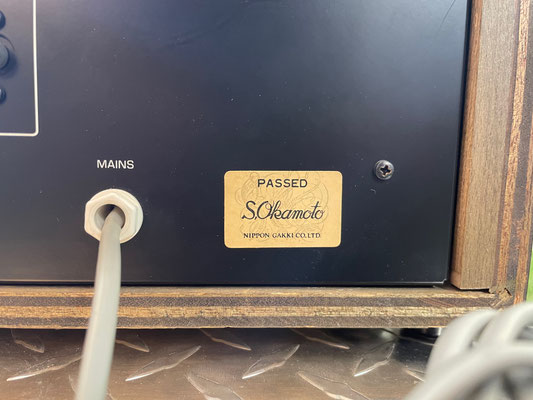 MAINS
PASSED
S.Okamoto
NIPPON GAKKI CO.LTD.